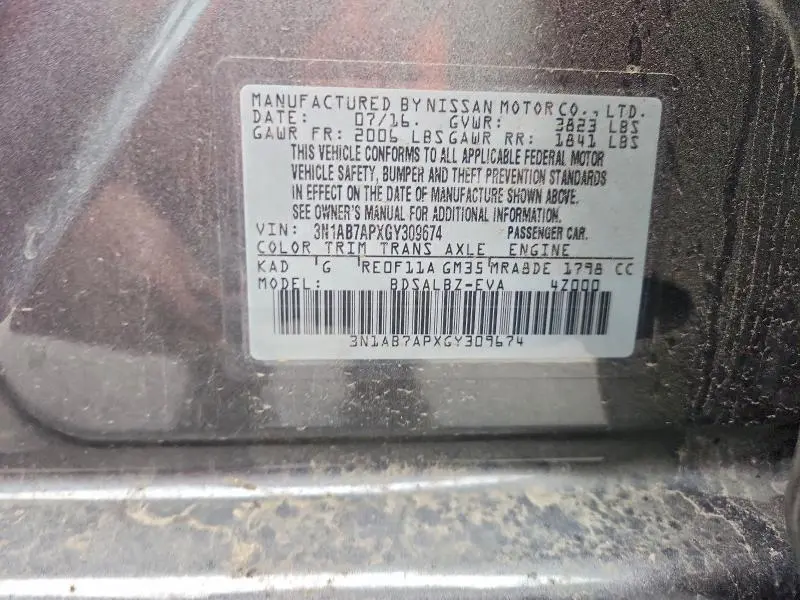 MANUFACTURED BY NISSAN MOTOR CO., LTD.
DATE: 07/16. GVWR: 3823 LBS
GAWR FR: 2006 LBS GAWR RR: 1841 LBS
THIS VEHICLE CONFORMS TO ALL APPLICABLE FEDERAL MOTOR
VEHICLE SAFETY, BUMPER AND THEFT PREVENTION STANDARDS
IN EFFECT ON THE DATE OF MANUFACTURE SHOWN ABOVE.
SEE OWNER'S MANUAL FOR ADDITIONAL INFORMATION.
VIN: 3N1AB7APXGY309674 PASSENGER CAR.
COLOR TRIM TRANS AXLE ENGINE
KAD G RE0F11A GM35 MRA8DE 1798 CC
MODEL: BDSALBZ-EVA 4Z000
3N1AB7APXGY309674